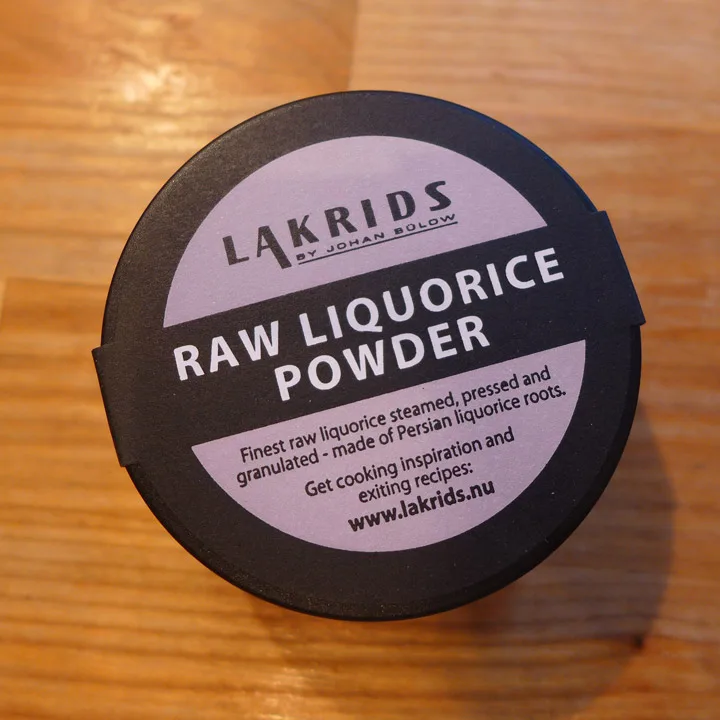 LAKRIDS
BY JOHAN BÜLOW
RAW LIQUORICE
POWDER
Finest raw liquorice steamed, pressed and
granulated - made of Persian liquorice roots.
Get cooking inspiration and
exiting recipes:
www.lakrids.nu